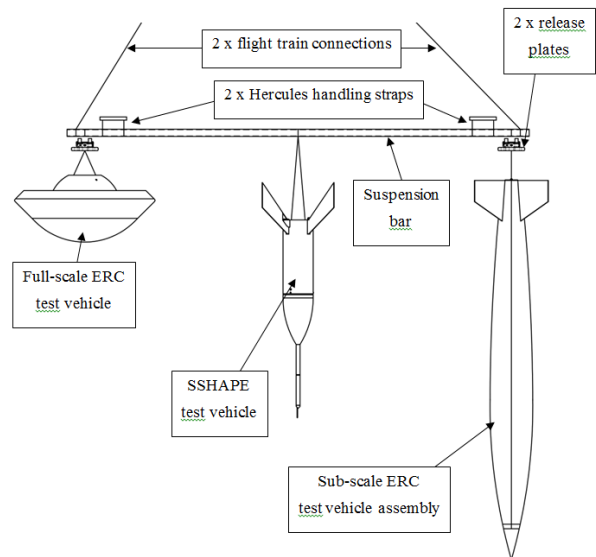 2 x flight train connections
2 x release
plates
2 x Hercules handling straps
Suspension
bar
Full-scale ERC
test vehicle
SSHAPE
test vehicle
Sub-scale ERC
test vehicle assembly